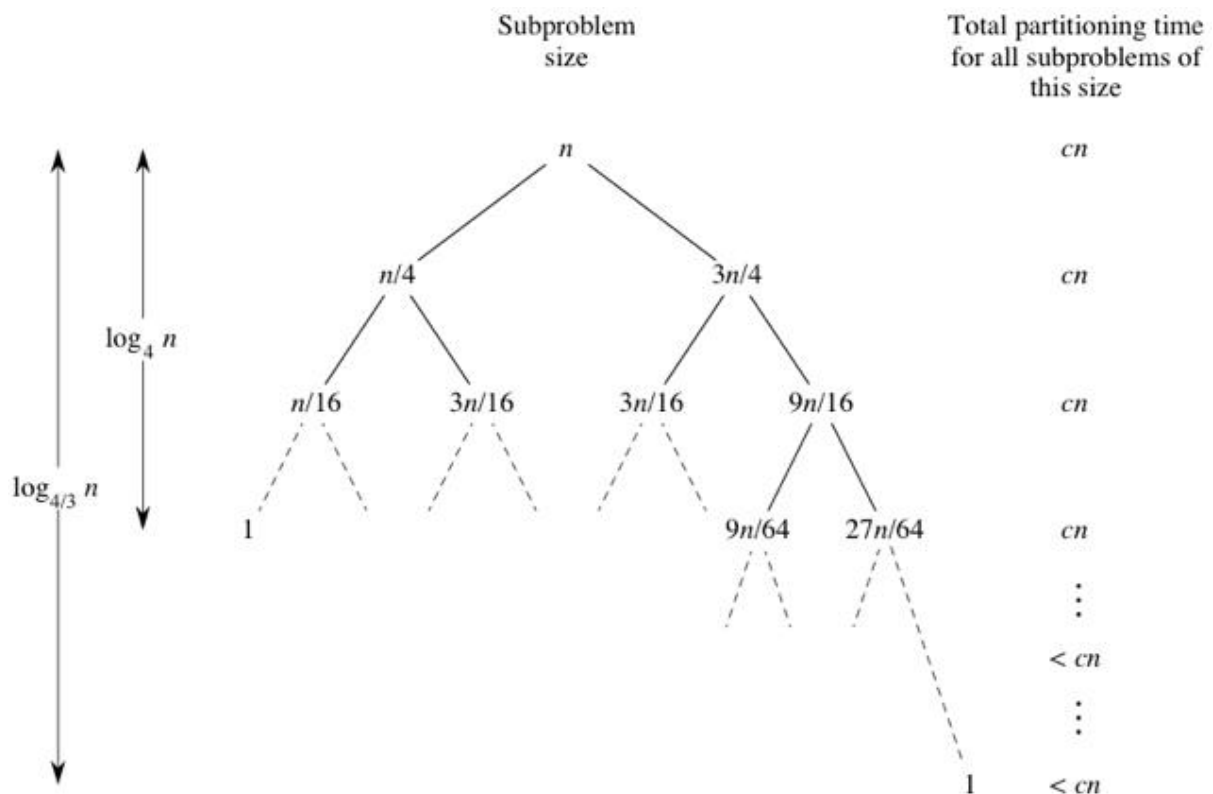 Subproblem
size
Total partitioning time
for all subproblems of
this size
n
cn
n/4
3n/4
cn
log₄ n
n/16
3n/16
3n/16
9n/16
cn
log₄/₃ n
1
9n/64
27n/64
cn
⋮
< cn
⋮
1
< cn